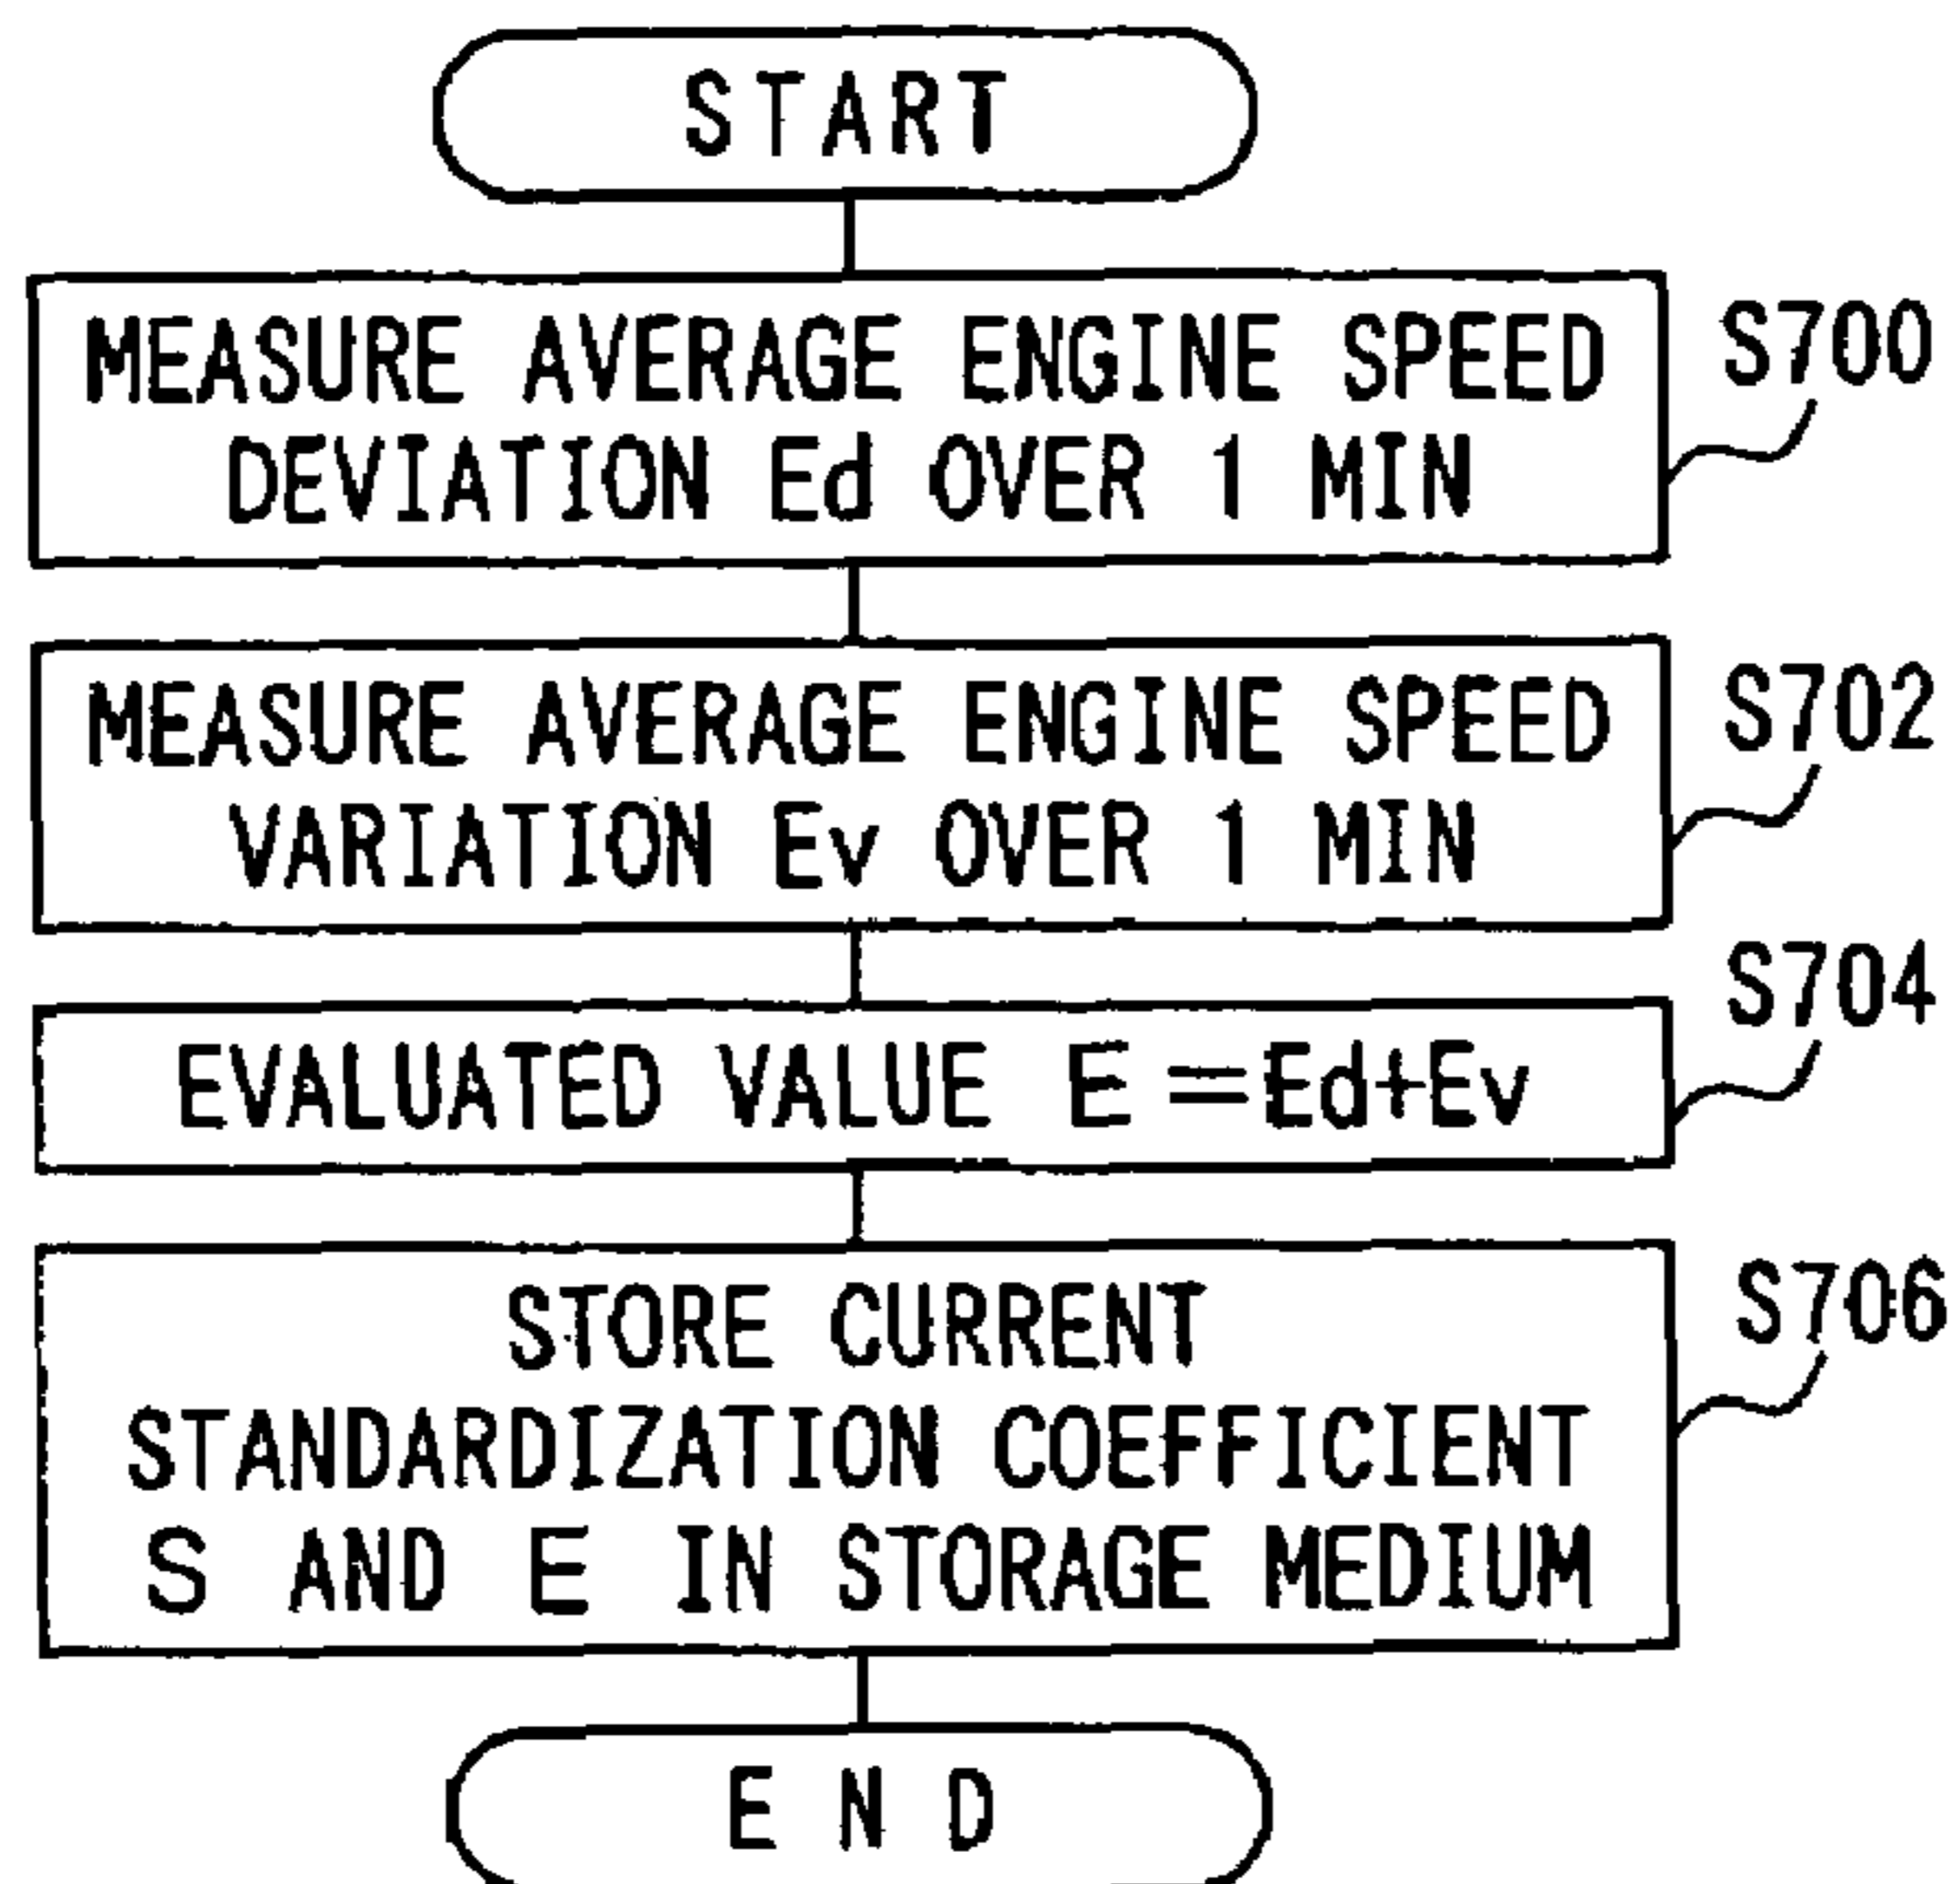 START
MEASURE AVERAGE ENGINE SPEED
DEVIATION Ed OVER 1 MIN
S700
MEASURE AVERAGE ENGINE SPEED
VARIATION Ev OVER 1 MIN
S702
EVALUATED VALUE E =Ed+Ev
S704
STORE CURRENT
STANDARDIZATION COEFFICIENT
S AND E IN STORAGE MEDIUM
S706
END